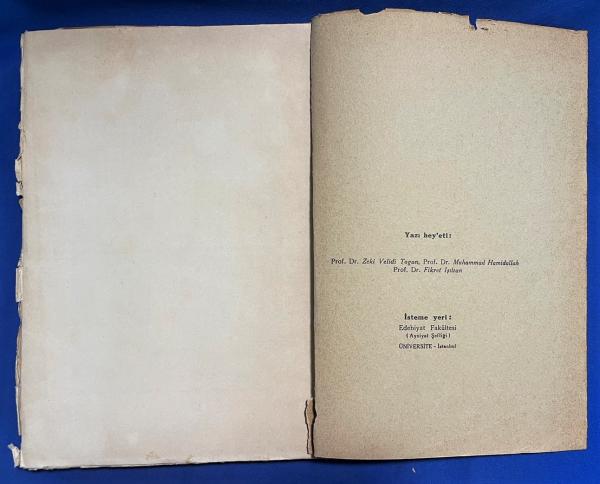 Yazı hey'eti:
Prof. Dr. Zeki Velidî Togan, Prof. Dr. Muhammad Hamidullah
Prof. Dr. Fikret Işıltan
İsteme yeri:
Edebiyat Fakültesi
(Ayniyat Şefliği)
ÜNİVERSİTE - İstanbul